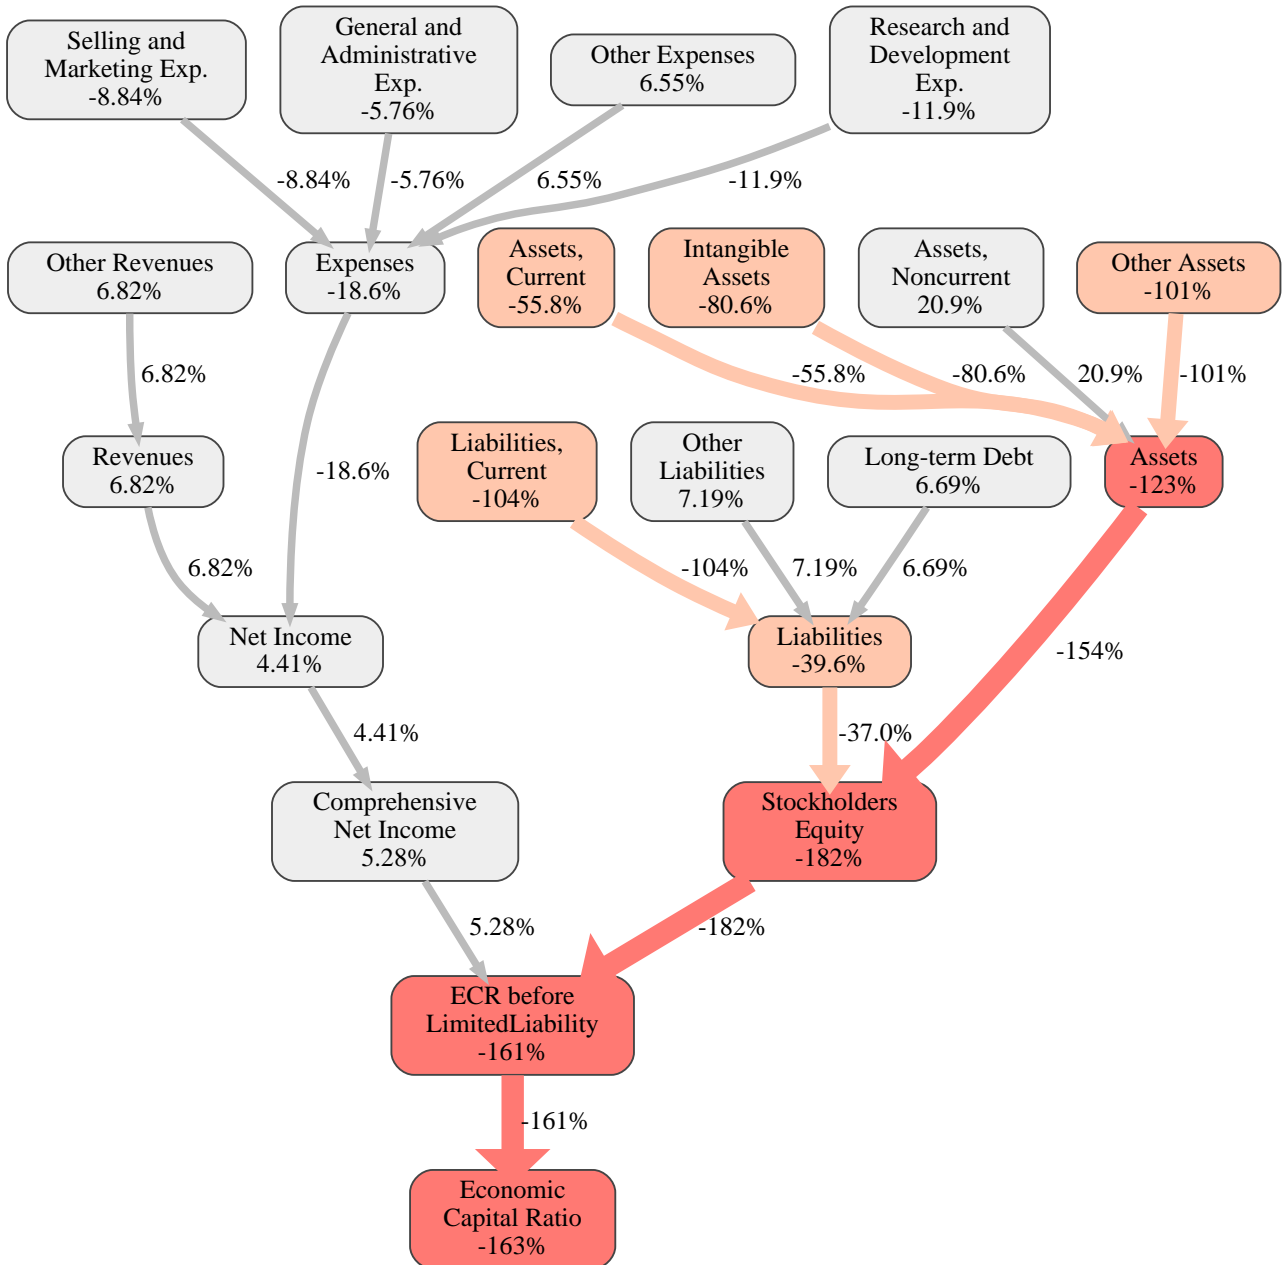 Selling and
Marketing Exp.
-8.84%
General and
Administrative
Exp.
-5.76%
Other Expenses
6.55%
Research and
Development
Exp.
-11.9%
-8.84%
-5.76%
6.55%
-11.9%
Other Revenues
6.82%
Expenses
-18.6%
Assets,
Current
-55.8%
Intangible
Assets
-80.6%
Assets,
Noncurrent
20.9%
Other Assets
-101%
6.82%
-55.8%
-80.6%
20.9%
-101%
Revenues
6.82%
-18.6%
Liabilities,
Current
-104%
Other
Liabilities
7.19%
Long-term Debt
6.69%
Assets
-123%
6.82%
-104%
7.19%
6.69%
Net Income
4.41%
Liabilities
-39.6%
-154%
4.41%
-37.0%
Comprehensive
Net Income
5.28%
Stockholders
Equity
-182%
5.28%
-182%
ECR before
LimitedLiability
-161%
-161%
Economic
Capital Ratio
-163%